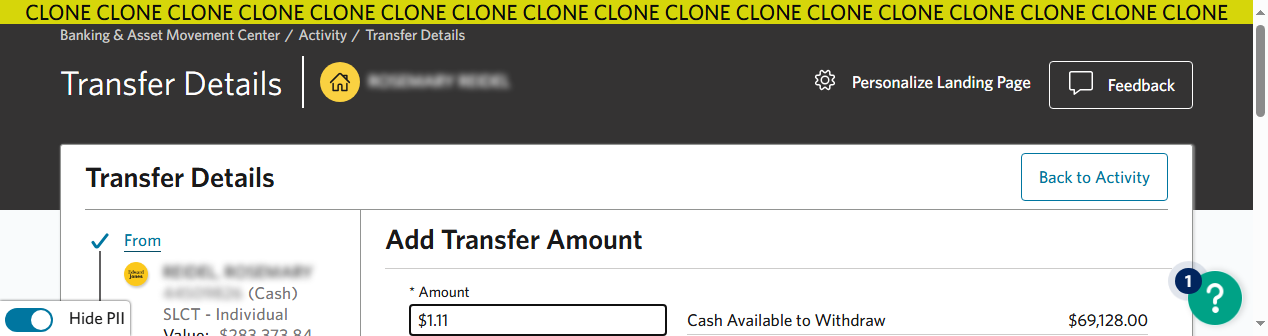 CLONE CLONE CLONE CLONE CLONE CLONE CLONE CLONE CLONE CLONE CLONE CLONE CLONE CLONE CLONE CLONE CLONE
Banking & Asset Movement Center / Activity / Transfer Details
Transfer Details
Personalize Landing Page
Feedback
Transfer Details
Back to Activity
From
Edward Jones
(Cash)
SLCT - Individual
Value: $283,373.84
Add Transfer Amount
* Amount
$1.11
Cash Available to Withdraw $69,128.00
Hide PII
1
?